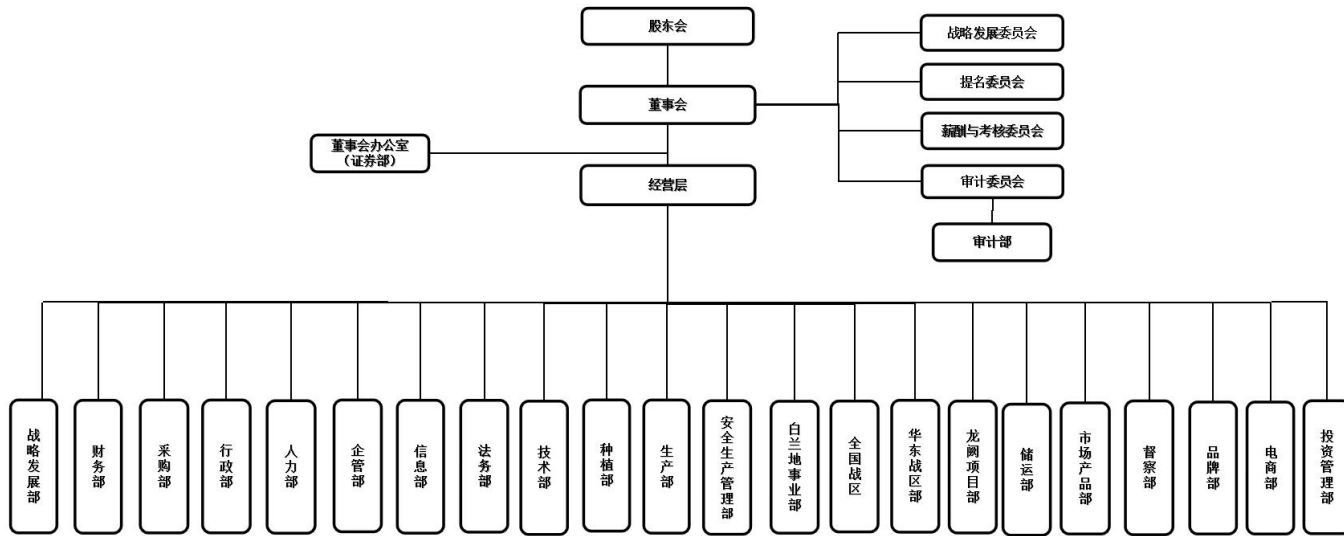 股东会
战略发展委员会
提名委员会
董事会
薪酬与考核委员会
董事会办公室
（证券部）
经营层
审计委员会
审计部
战略发展部
财务部
采购部
行政部
人力部
企管部
信息部
法务部
技术部
种植部
生产部
安全生产管理部
白兰地事业部
全国战区
华东战区部
龙阙项目部
储运部
市场产品部
督察部
品牌部
电商部
投资管理部